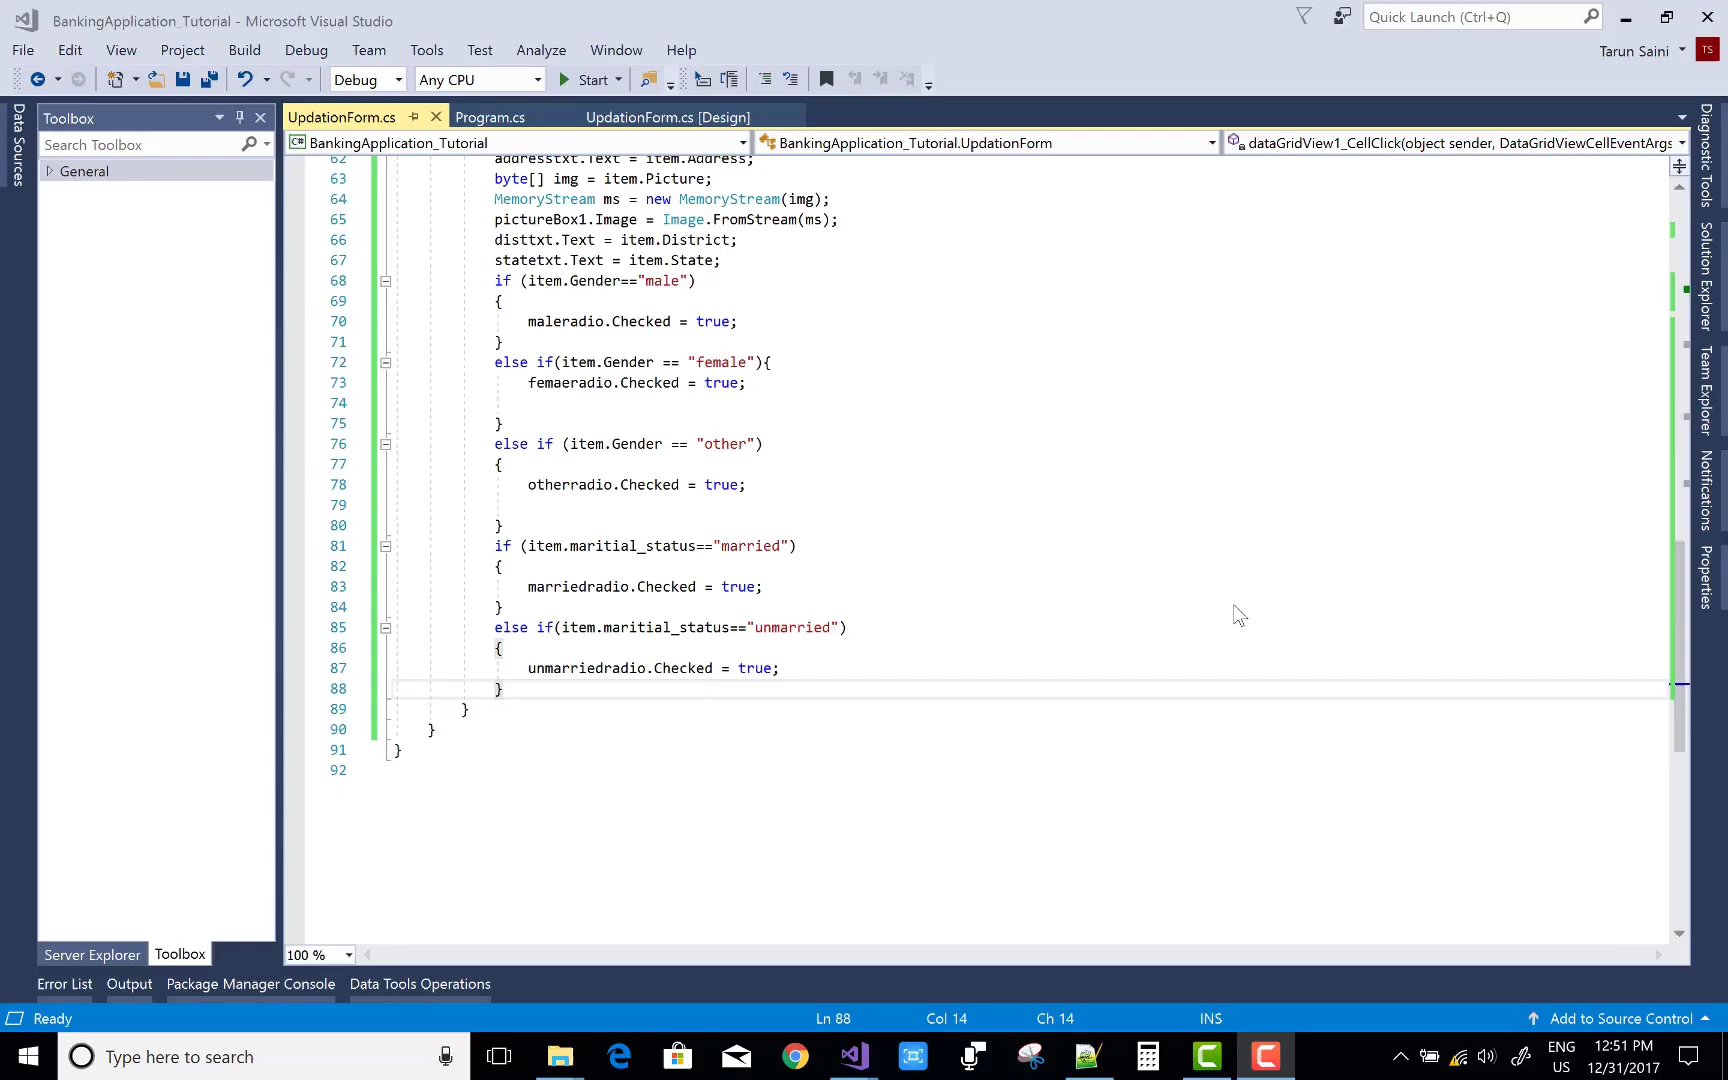 BankingApplication_Tutorial - Microsoft Visual Studio
Quick Launch (Ctrl+Q)
File Edit View Project Build Debug Team Tools Test Analyze Window Help
Tarun Saini TS
Debug Any CPU Start
Data Sources
Toolbox
Search Toolbox
General
UpdationForm.cs Program.cs UpdationForm.cs [Design]
C# BankingApplication_Tutorial BankingApplication_Tutorial.UpdationForm dataGridView1_CellClick(object sender, DataGridViewCellEventArgs
62 addresstxt.Text = item.Address;
63 byte[] img = item.Picture;
64 MemoryStream ms = new MemoryStream(img);
65 pictureBox1.Image = Image.FromStream(ms);
66 disttxt.Text = item.District;
67 statetxt.Text = item.State;
68 if (item.Gender=="male")
69 {
70 maleradio.Checked = true;
71 }
72 else if(item.Gender == "female"){
73 femaeradio.Checked = true;
74
75 }
76 else if (item.Gender == "other")
77 {
78 otherradio.Checked = true;
79
80 }
81 if (item.maritial_status=="married")
82 {
83 marriedradio.Checked = true;
84 }
85 else if(item.maritial_status=="unmarried")
86 {
87 unmarriedradio.Checked = true;
88 }
89 }
90 }
91 }
92
Diagnostic Tools
Solution Explorer
Team Explorer
Notifications
Properties
Server Explorer Toolbox
100 %
Error List Output Package Manager Console Data Tools Operations
Ready Ln 88 Col 14 Ch 14 INS Add to Source Control
Type here to search
ENG
US
12:51 PM
12/31/2017